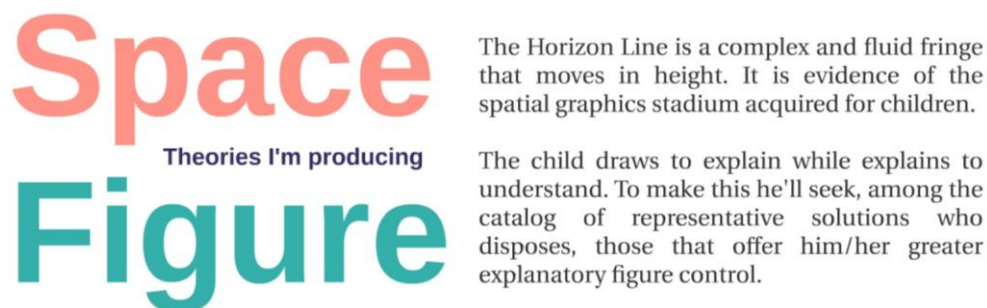 Space
Theories I'm producing
Figure
The Horizon Line is a complex and fluid fringe
that moves in height. It is evidence of the
spatial graphics stadium acquired for children.
The child draws to explain while explains to
understand. To make this he'll seek, among the
catalog of representative solutions who
disposes, those that offer him/her greater
explanatory figure control.